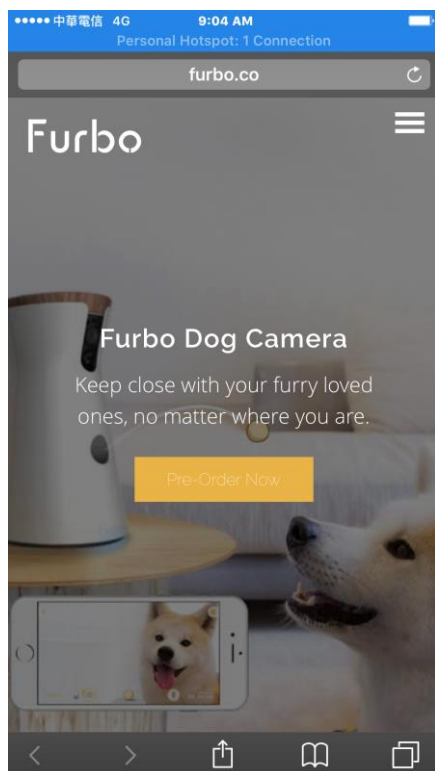 中華電信 4G 9:04 AM
Personal Hotspot: 1 Connection
furbo.co
Furbo
Furbo Dog Camera
Keep close with your furry loved
ones, no matter where you are.
Pre-Order Now